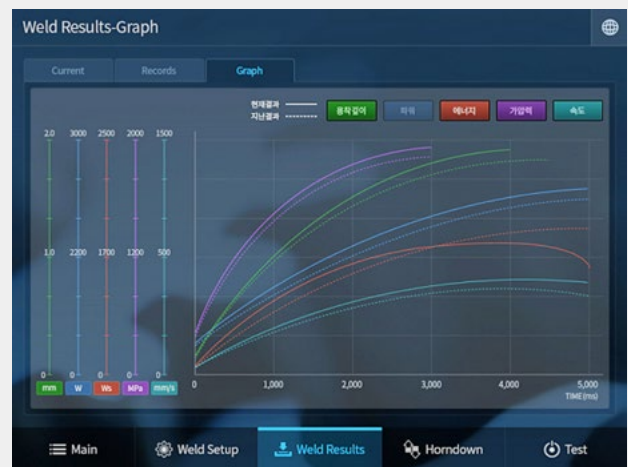 Weld Results-Graph
Current Records Graph
현재결과
지난결과
용착깊이 파워 에너지 가압력 속도
2.0 3000 2500 2000 1500
1.0 2200 1700 1200 500
0 0 0 0 0
mm W Ws MPa mm/s
0 1,000 2,000 3,000 4,000 5,000
TIME (ms)
Main Weld Setup Weld Results Horndown Test